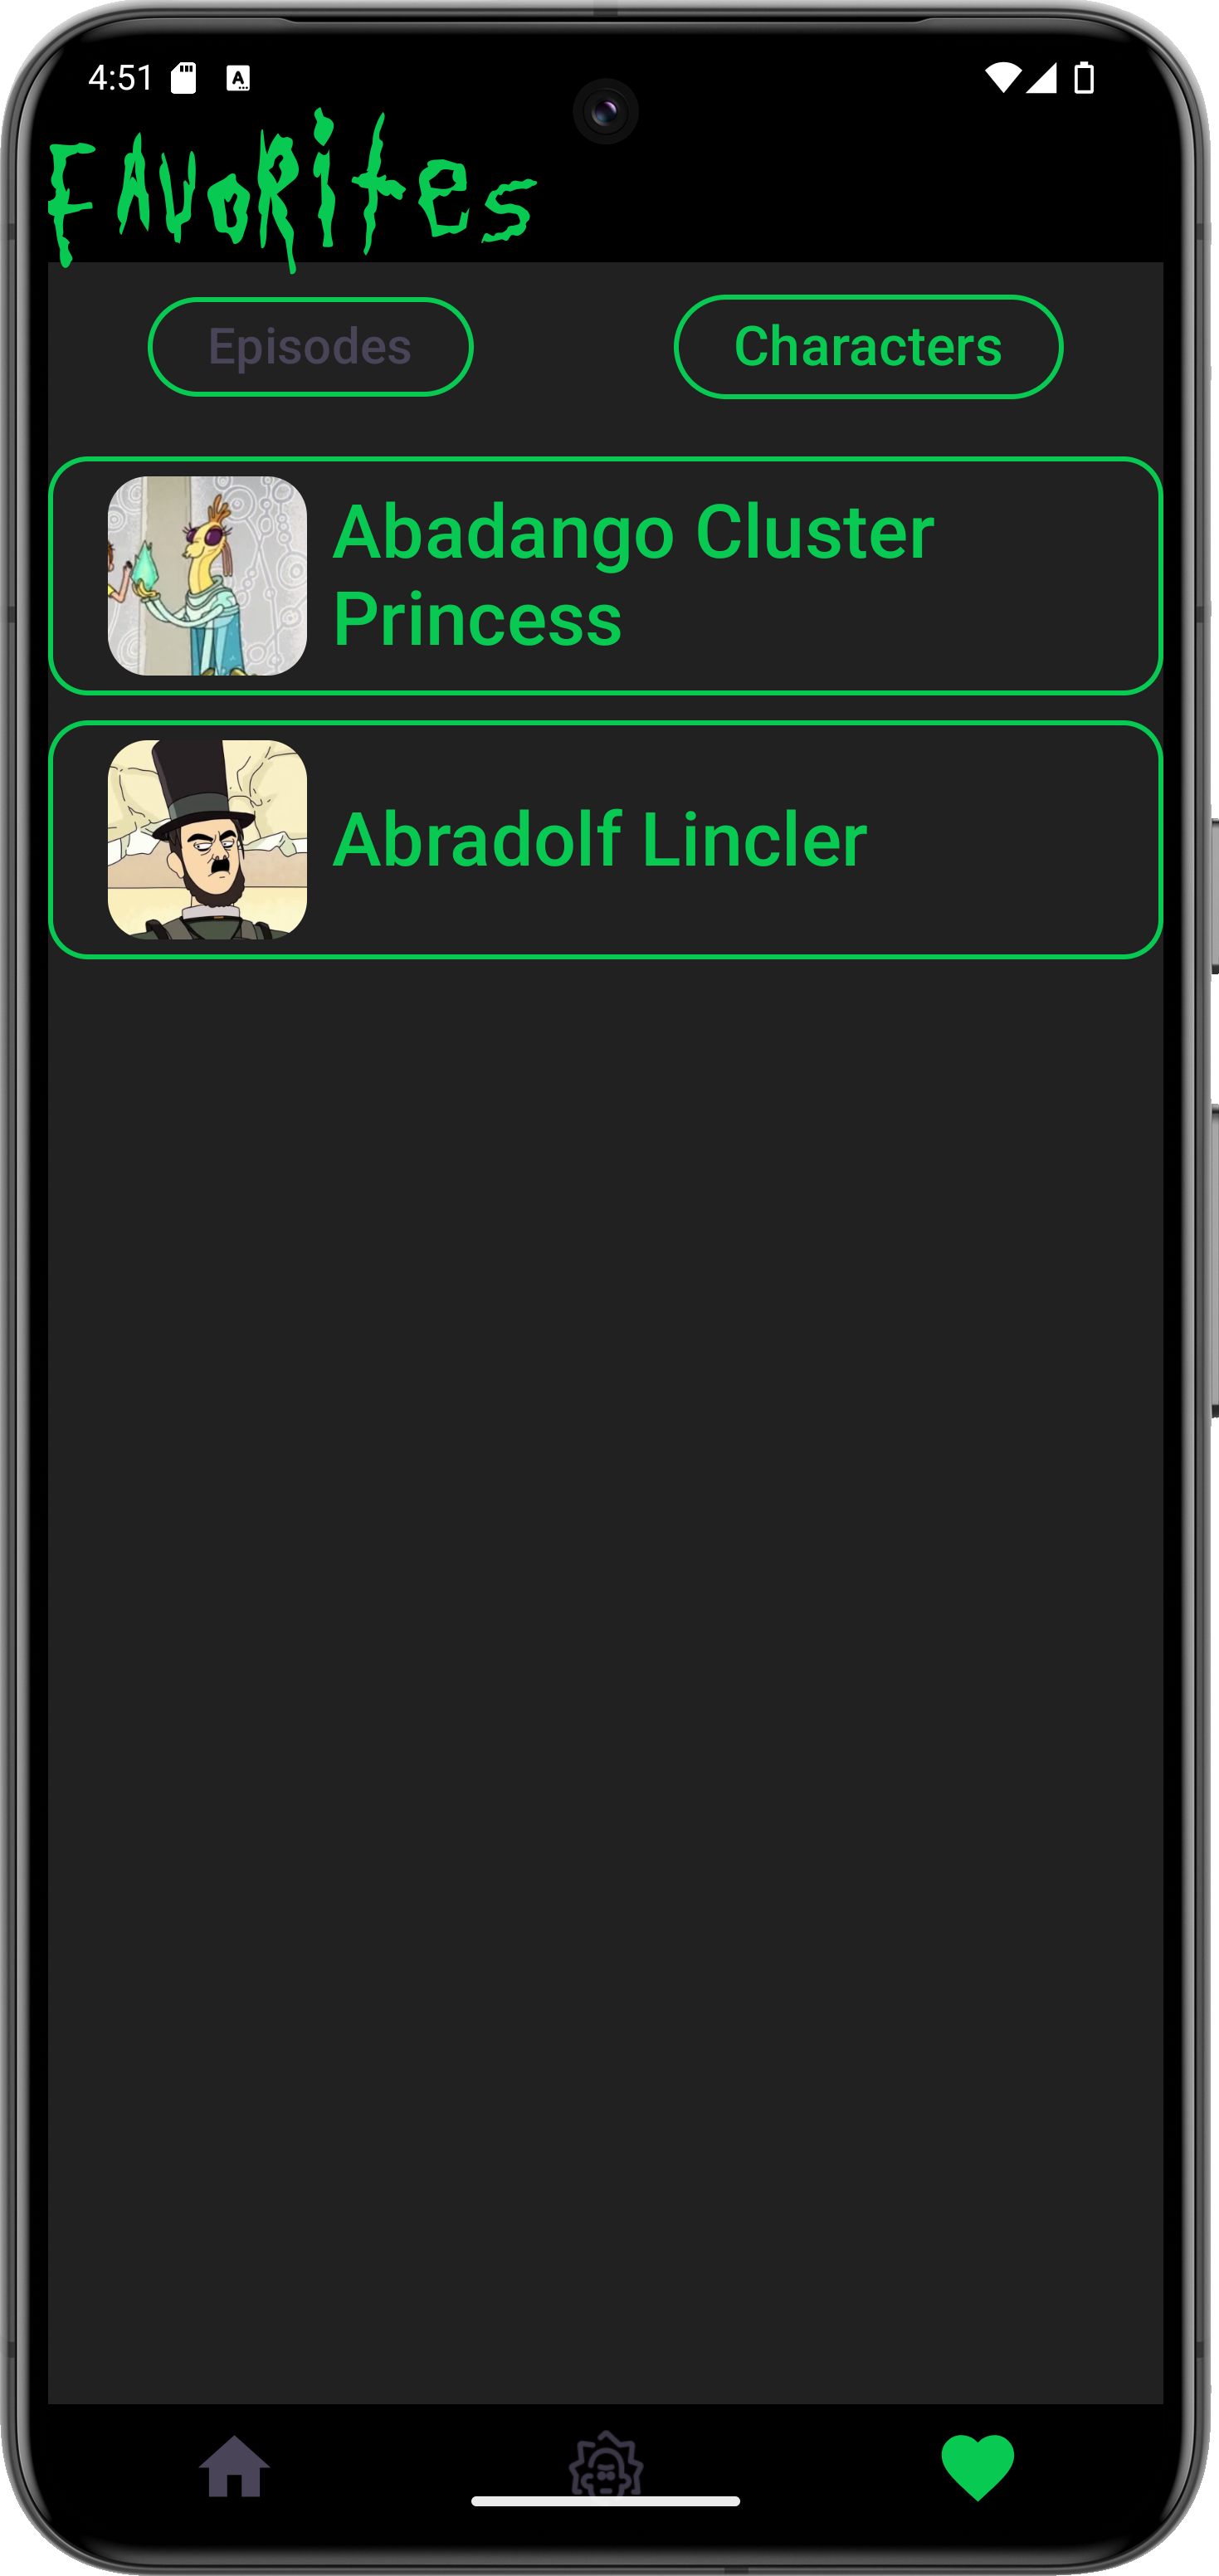 4:51
FAVoRites
Episodes
Characters
Abadango Cluster
Princess
Abradolf Lincler